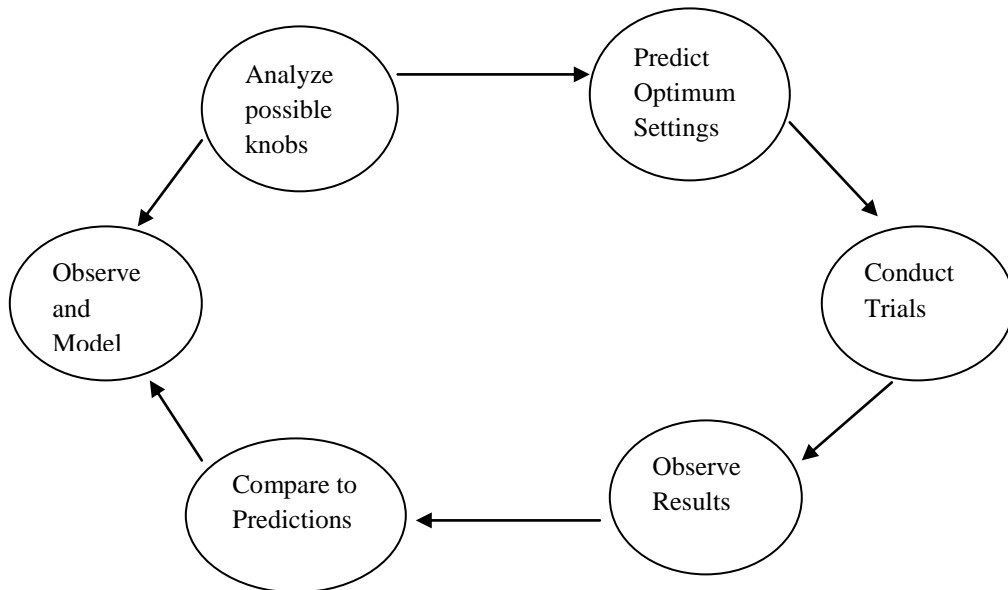 Analyze
possible
knobs
Predict
Optimum
Settings
Observe
and
Model
Conduct
Trials
Compare to
Predictions
Observe
Results